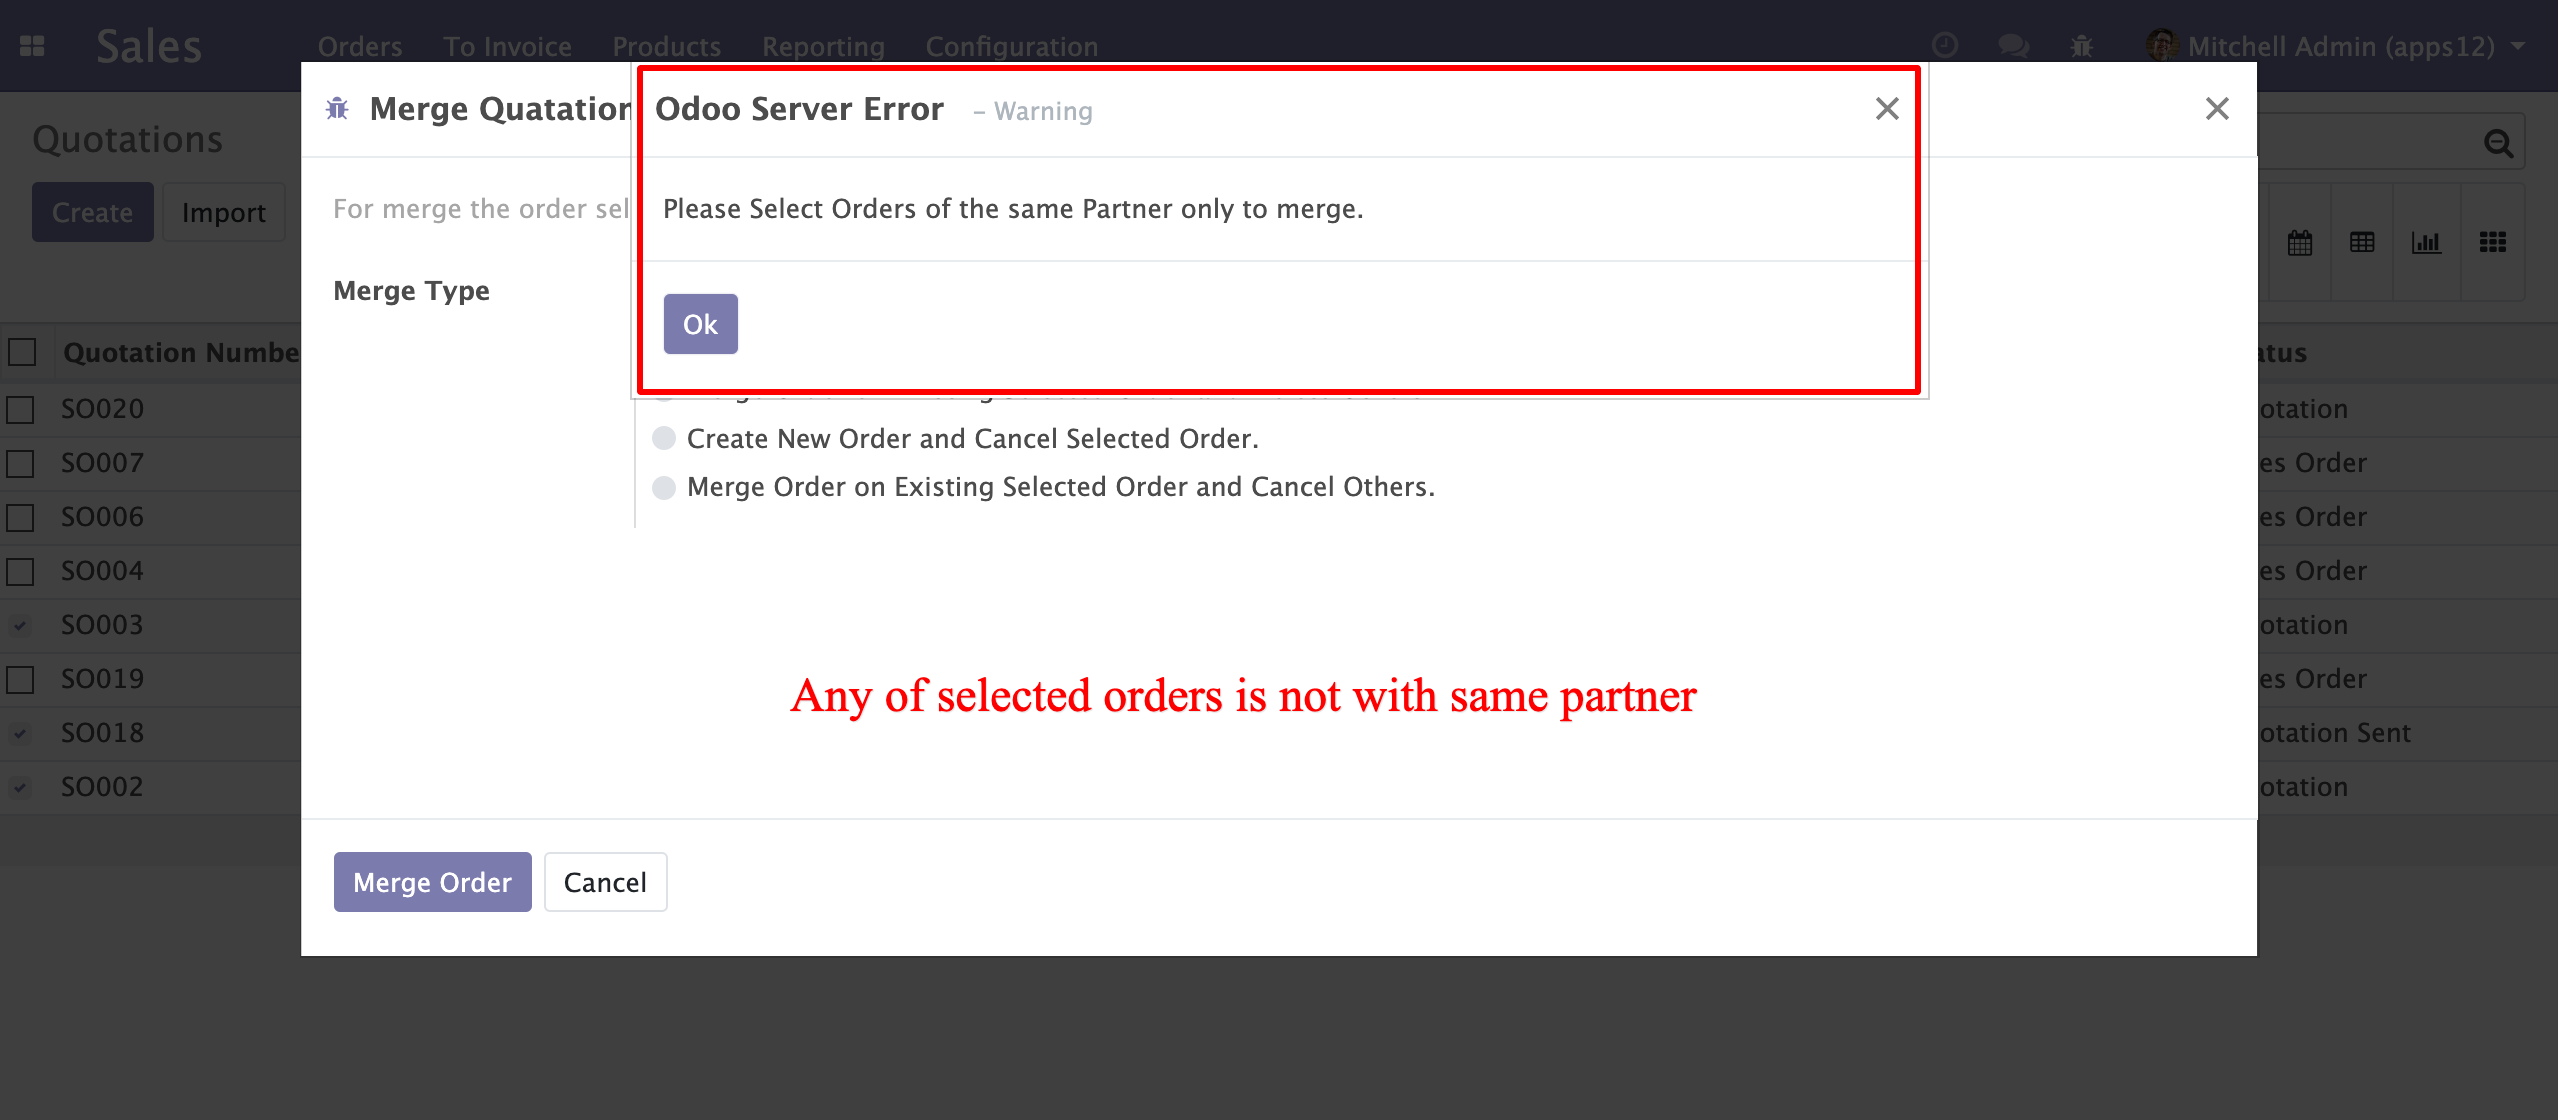 Sales
Orders To Invoice Products Reporting Configuration
Mitchell Admin (apps12)
Merge Quatation
Odoo Server Error – Warning
Quotations
Create Import
For merge the order sel
Please Select Orders of the same Partner only to merge.
Merge Type
Ok
Quotation Numbe
atus
SO020
otation
Create New Order and Cancel Selected Order.
SO007
es Order
Merge Order on Existing Selected Order and Cancel Others.
SO006
es Order
SO004
es Order
SO003
otation
SO019
es Order
Any of selected orders is not with same partner
SO018
otation Sent
SO002
otation
Merge Order Cancel